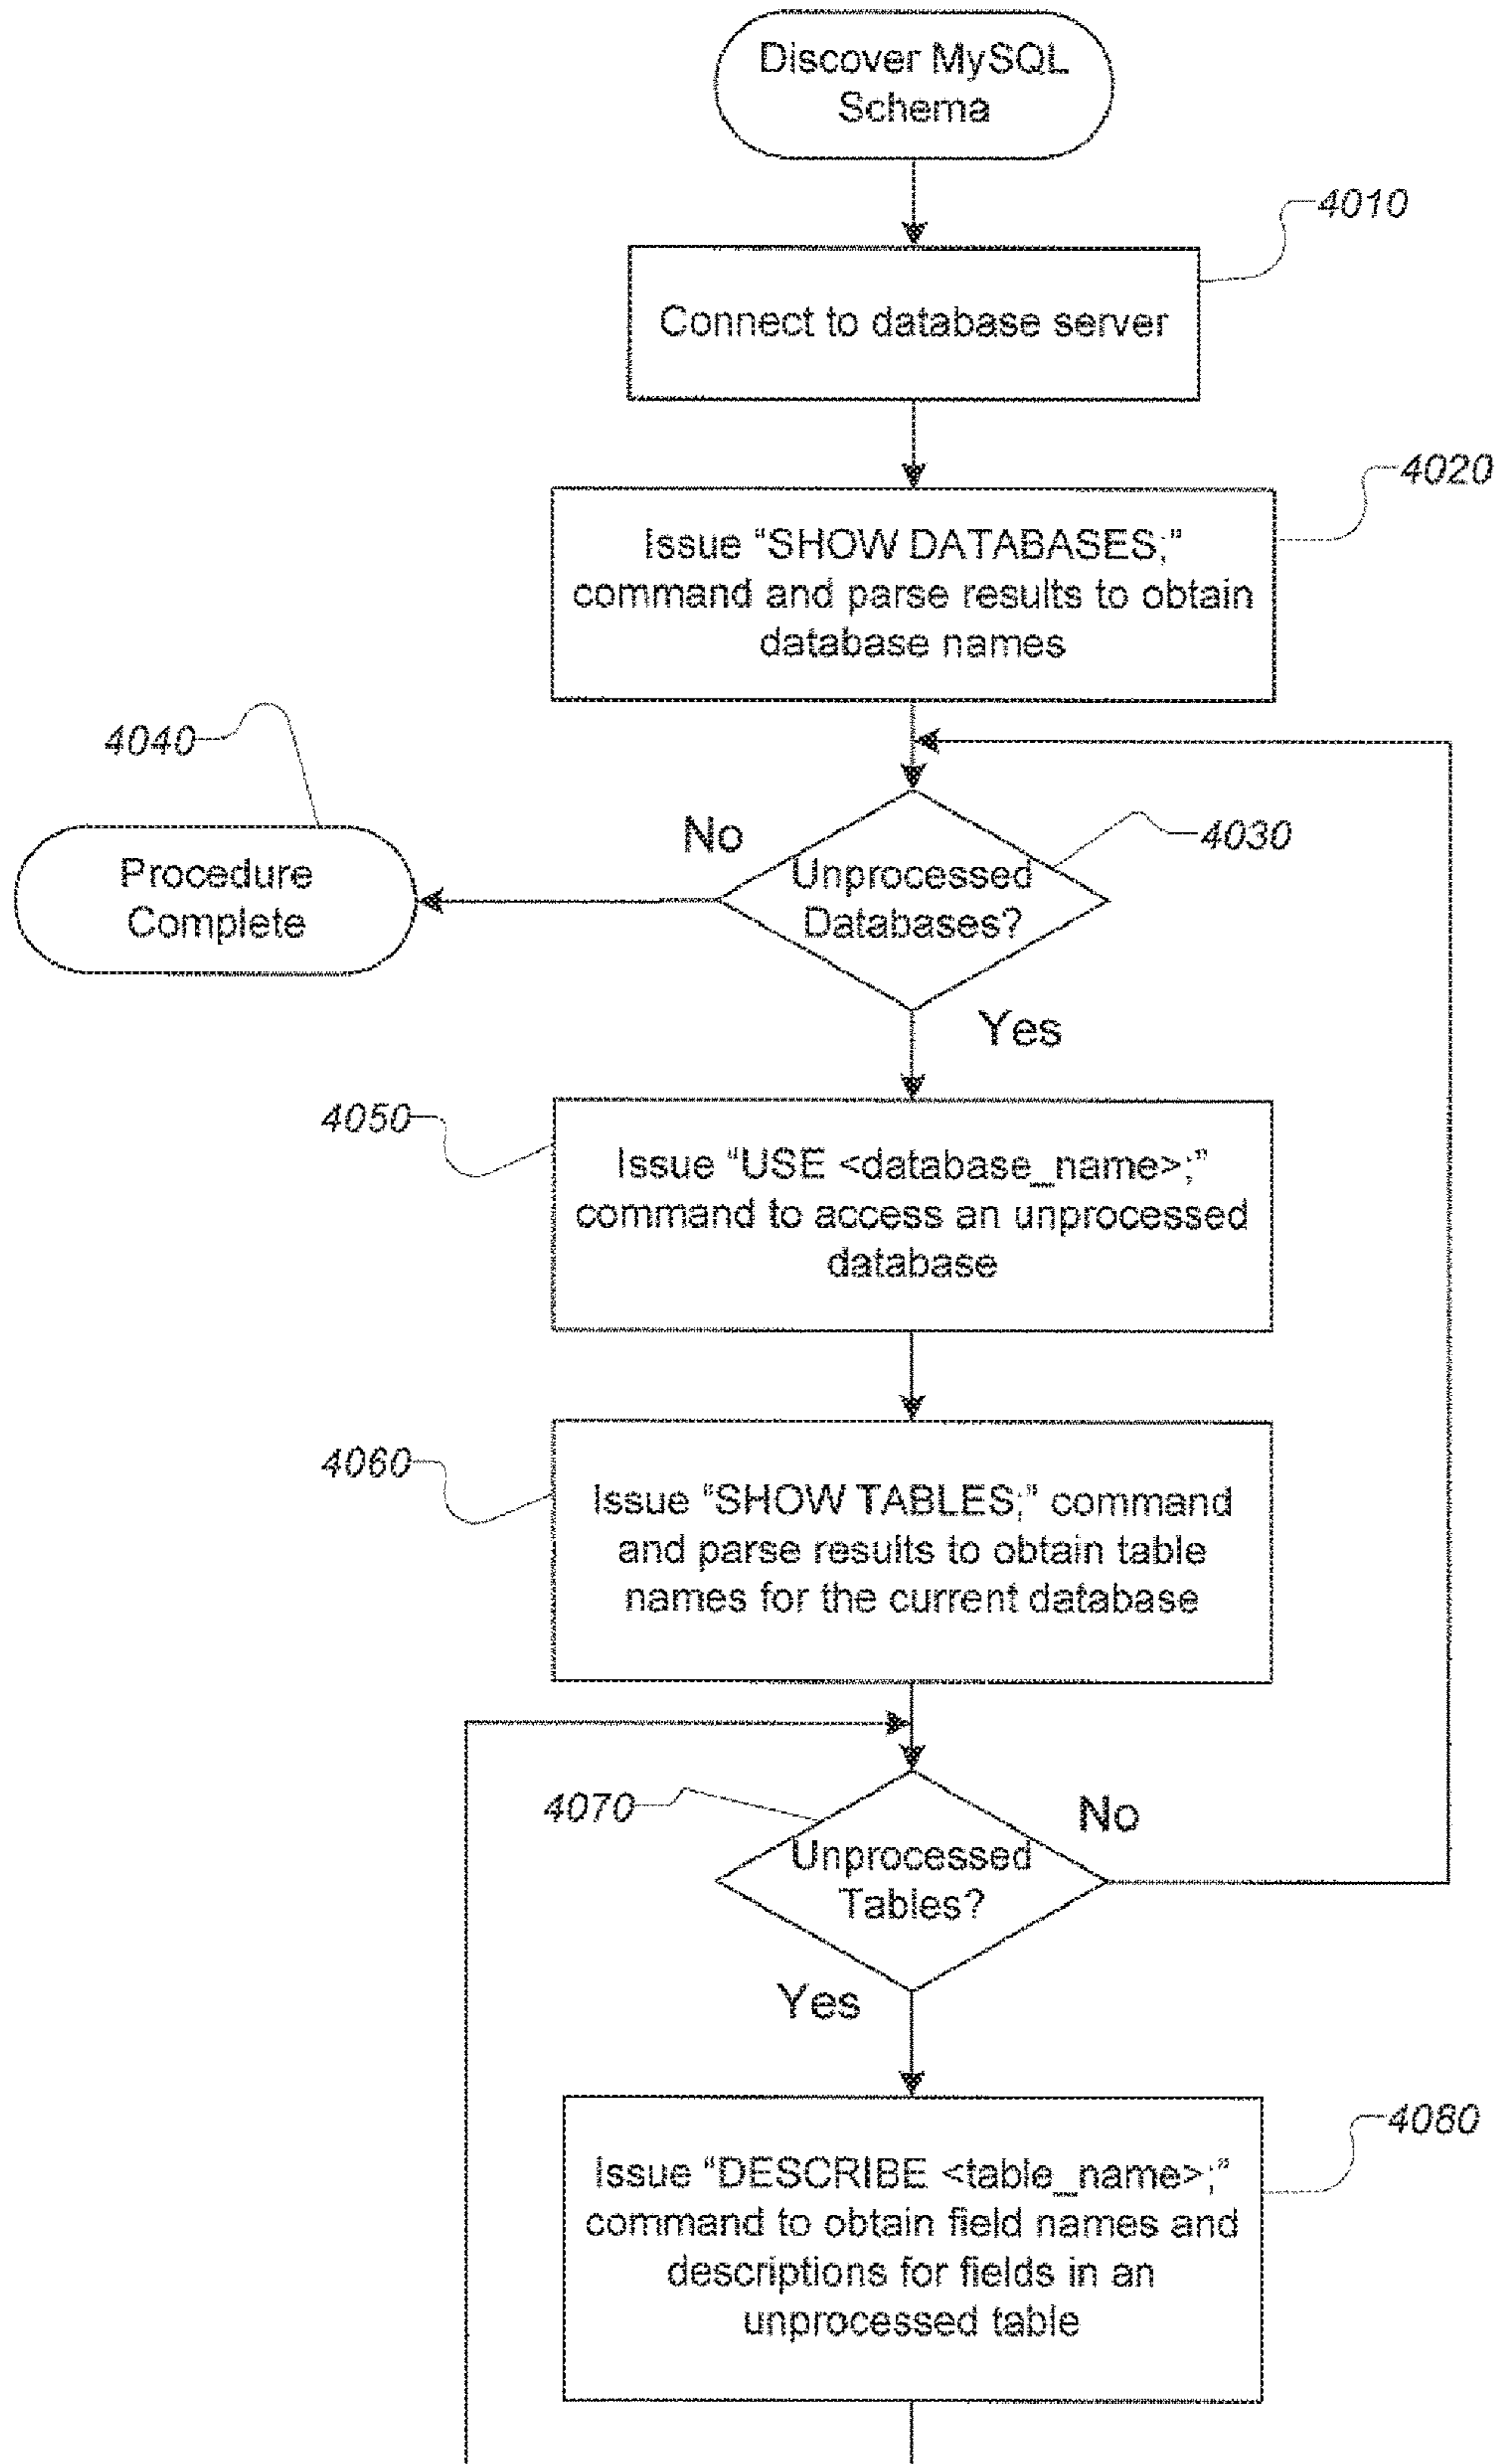 Discover MySQL
Schema
4010
Connect to database server
4020
Issue “SHOW DATABASES;”
command and parse results to obtain
database names
4040
No
4030
Procedure
Complete
Unprocessed
Databases?
Yes
4050
Issue “USE <database_name>;”
command to access an unprocessed
database
4060
Issue “SHOW TABLES;” command
and parse results to obtain table
names for the current database
4070
No
Unprocessed
Tables?
Yes
4080
Issue “DESCRIBE <table_name>;”
command to obtain field names and
descriptions for fields in an
unprocessed table